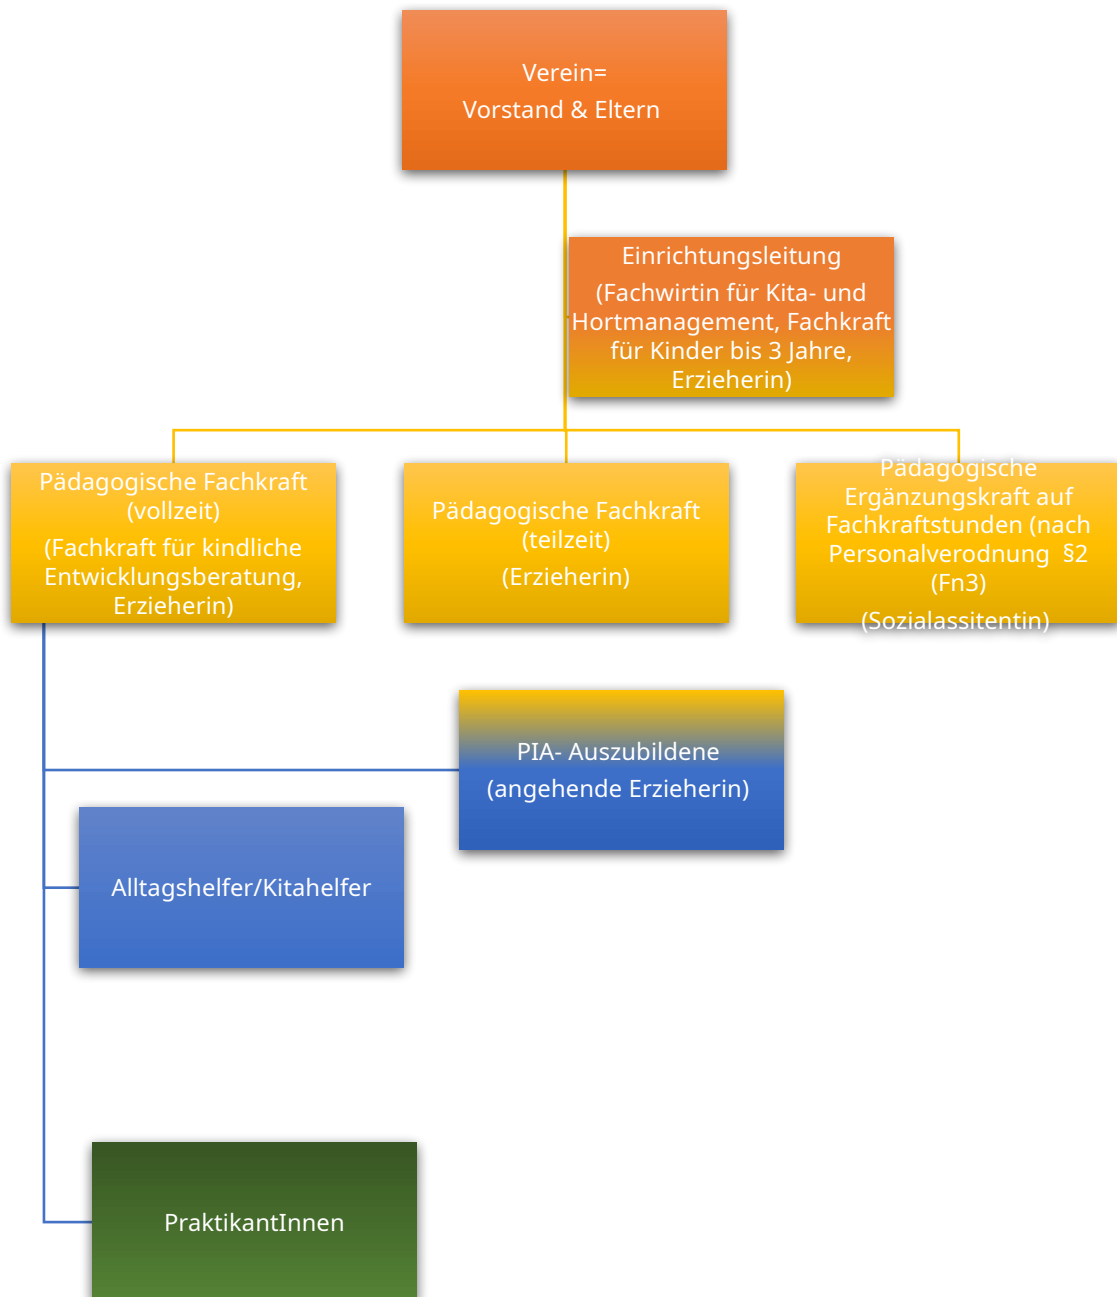 Verein=
Vorstand & Eltern
Einrichtungsleitung
(Fachwirtin für Kita- und
Hortmanagement, Fachkraft
für Kinder bis 3 Jahre,
Erzieherin)
Pädagogische Fachkraft
(vollzeit)
(Fachkraft für kindliche
Entwicklungsberatung,
Erzieherin)
Pädagogische Fachkraft
(teilzeit)
(Erzieherin)
Pädagogische
Ergänzungskraft auf
Fachkraftstunden (nach
Personalverodnung §2
(Fn3)
(Sozialassitentin)
PIA- Auszubildene
(angehende Erzieherin)
Alltagshelfer/Kitahelfer
PraktikantInnen